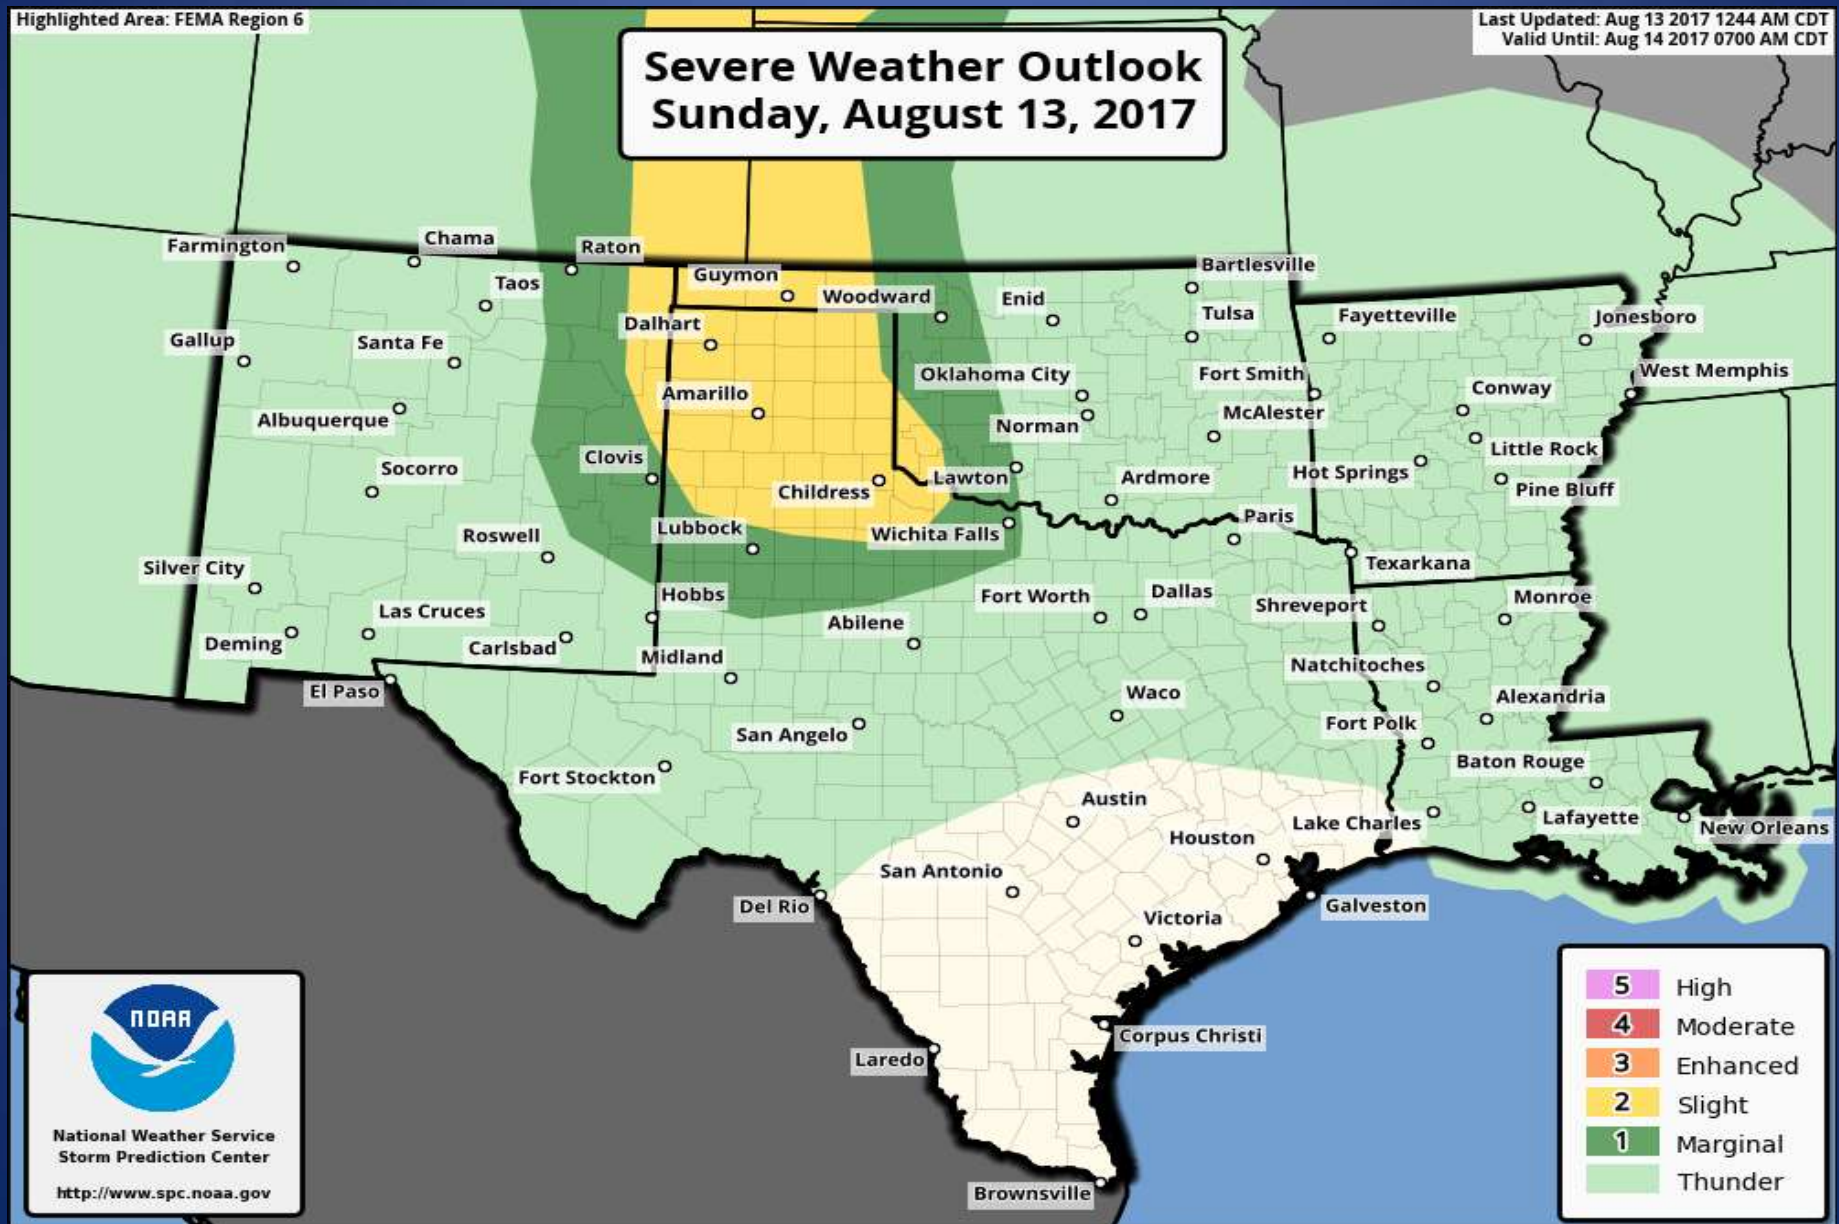 Highlighted Area: FEMA Region 6
Last Updated: Aug 13 2017 1244 AM CDT
Valid Until: Aug 14 2017 0700 AM CDT
Severe Weather Outlook
Sunday, August 13, 2017
Farmington
Chama
Raton
Taos
Guymon
Woodward
Enid
Bartlesville
Tulsa
Fayetteville
Jonesboro
Gallup
Santa Fe
Dalhart
Oklahoma City
Fort Smith
West Memphis
Conway
Albuquerque
Amarillo
Norman
McAlester
Little Rock
Socorro
Clovis
Childress
Lawton
Ardmore
Hot Springs
Pine Bluff
Roswell
Lubbock
Wichita Falls
Paris
Texarkana
Silver City
Hobbs
Fort Worth
Dallas
Shreveport
Monroe
Las Cruces
Deming
Carlsbad
Midland
Abilene
Natchitoches
Alexandria
El Paso
San Angelo
Waco
Fort Polk
Baton Rouge
Fort Stockton
Austin
Houston
Lake Charles
Lafayette
New Orleans
San Antonio
Del Rio
Victoria
Galveston
Corpus Christi
Laredo
Brownsville
NOAA
National Weather Service
Storm Prediction Center
http://www.spc.noaa.gov
5 High
4 Moderate
3 Enhanced
2 Slight
1 Marginal
Thunder